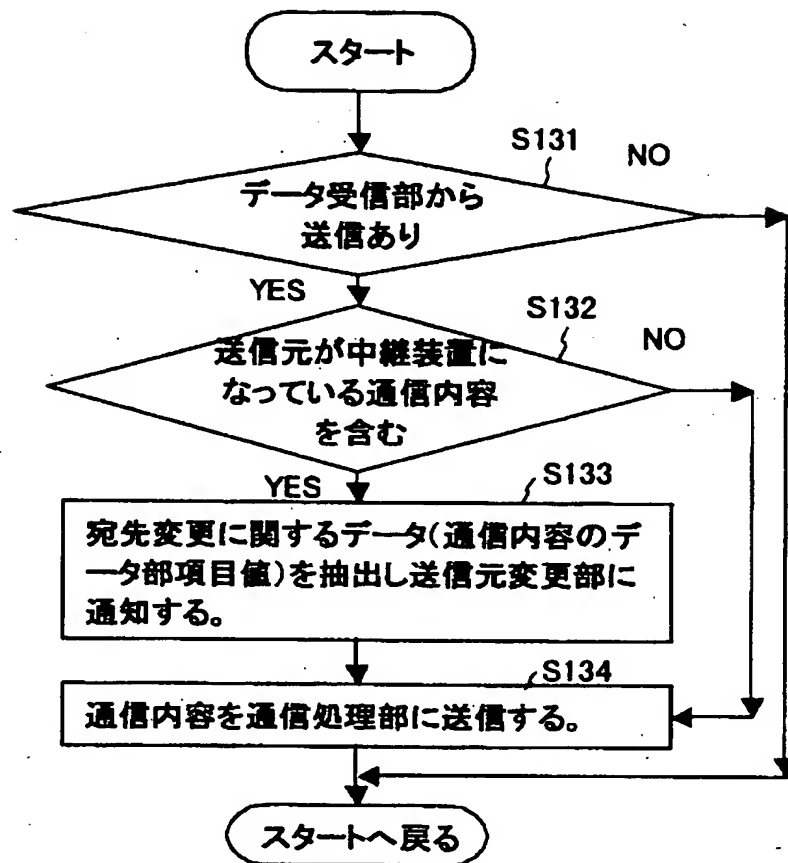 スタート
S131
NO
データ受信部から
送信あり
YES
S132
NO
送信元が中継装置に
なっている通信内容
を含む
YES
S133
宛先変更に関するデータ(通信内容のデ
ータ部項目値)を抽出し送信元変更部に
通知する。
S134
通信内容を通信処理部に送信する。
スタートへ戻る